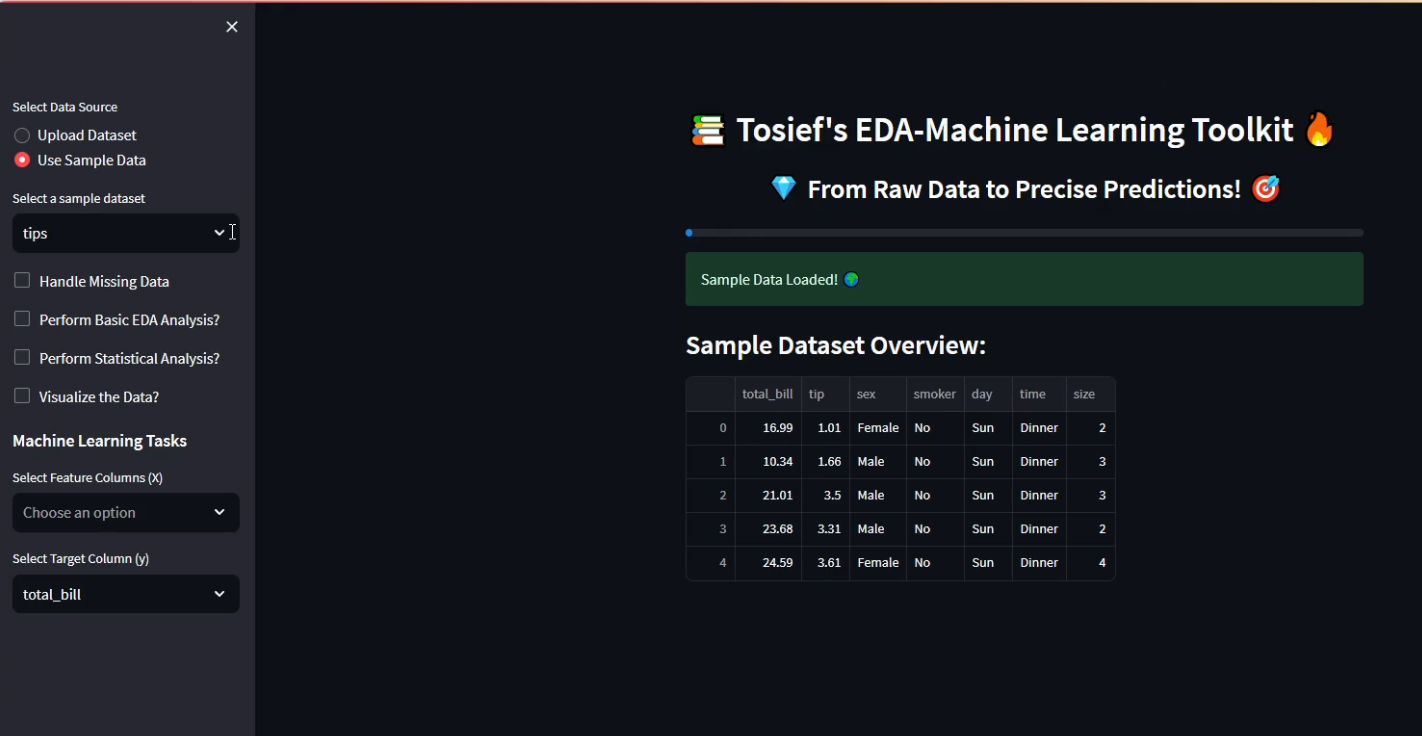 Select Data Source
Upload Dataset
Use Sample Data
Select a sample dataset
tips
Handle Missing Data
Perform Basic EDA Analysis?
Perform Statistical Analysis?
Visualize the Data?
Machine Learning Tasks
Select Feature Columns (X)
Choose an option
Select Target Column (y)
total_bill
📚 Tosief's EDA-Machine Learning Toolkit 🔥
💎 From Raw Data to Precise Predictions! 🎯
Sample Data Loaded! 🌍
Sample Dataset Overview:
total_bill tip sex smoker day time size
0 16.99 1.01 Female No Sun Dinner 2
1 10.34 1.66 Male No Sun Dinner 3
2 21.01 3.5 Male No Sun Dinner 3
3 23.68 3.31 Male No Sun Dinner 2
4 24.59 3.61 Female No Sun Dinner 4